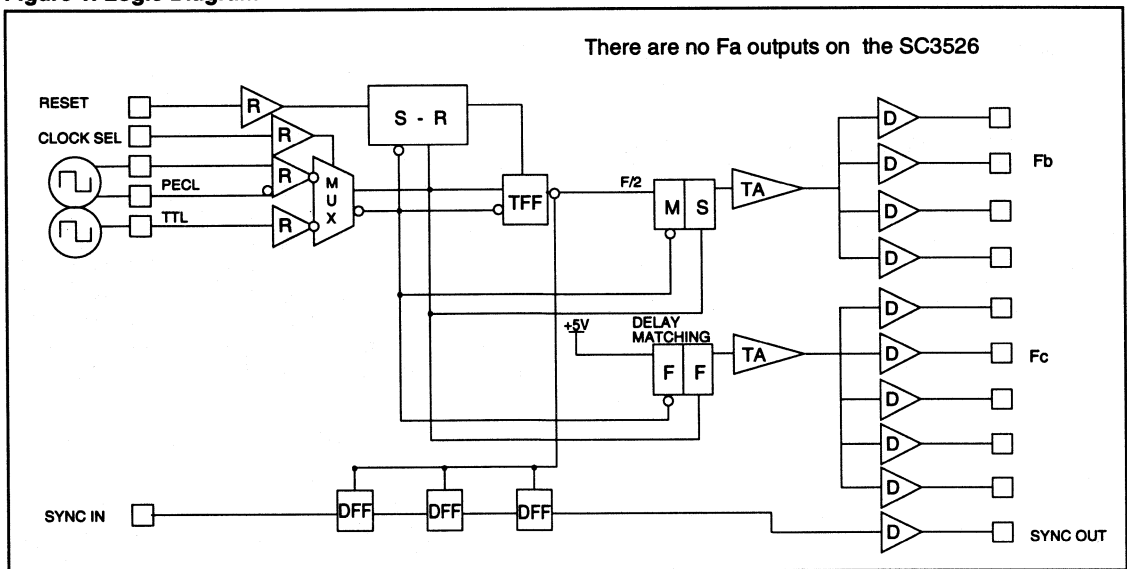 There are no Fa outputs on the SC3526
RESET
R
S - R
D
CLOCK SEL
R
D
Fb
PECL
R
MUX
TFF
F/2
M S
TA
TTL
R
D
D
D
+5V
DELAY
MATCHING
F F
TA
D
Fc
D
D
D
SYNC IN
DFF
DFF
DFF
D
SYNC OUT